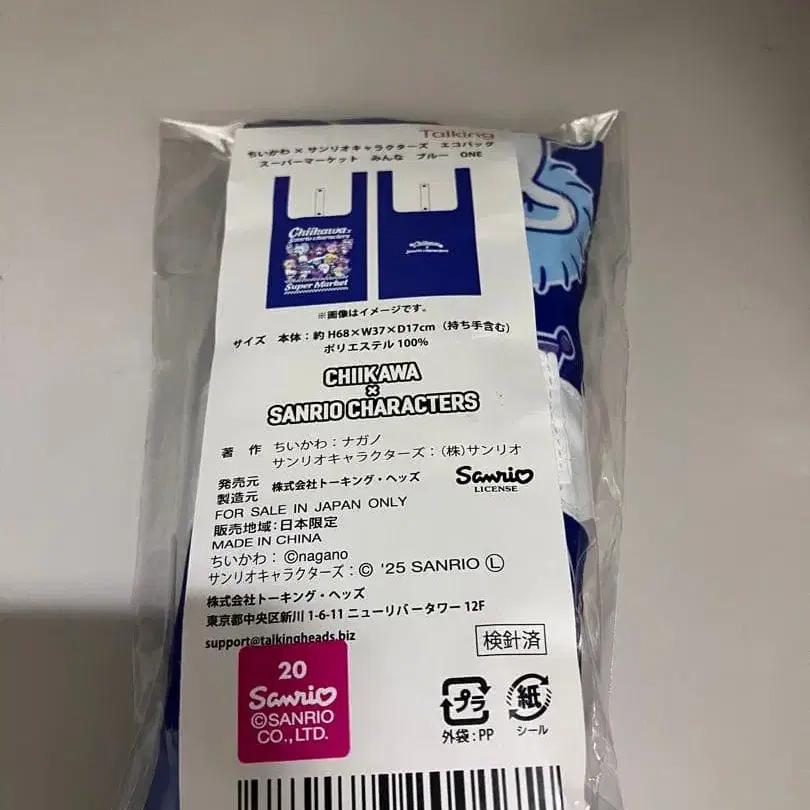 Talking
ちいかわ × サンリオキャラクターズ エコバッグ
スーパーマーケット みんな ブルー ONE
Chiikawa x
Sanrio characters
Super Market
Chiikawa
x
Sanrio characters
※画像はイメージです。
サイズ 本体：約 H68×W37×D17cm（持ち手含む）
ポリエステル 100%
CHIIKAWA
×
SANRIO CHARACTERS
著 作 ちいかわ：ナガノ
サンリオキャラクターズ：(株)サンリオ
発売元
製造元 株式会社トーキング・ヘッズ
Sanrio
LICENSE
FOR SALE IN JAPAN ONLY
販売地域：日本限定
MADE IN CHINA
ちいかわ：©nagano
サンリオキャラクターズ：© '25 SANRIO Ⓛ
株式会社トーキング・ヘッズ
東京都中央区新川 1-6-11 ニューリバータワー 12F
support@talkingheads.biz
検針済
20
Sanrio
©SANRIO
CO.,LTD.
プラ
外袋：PP
紙
シール